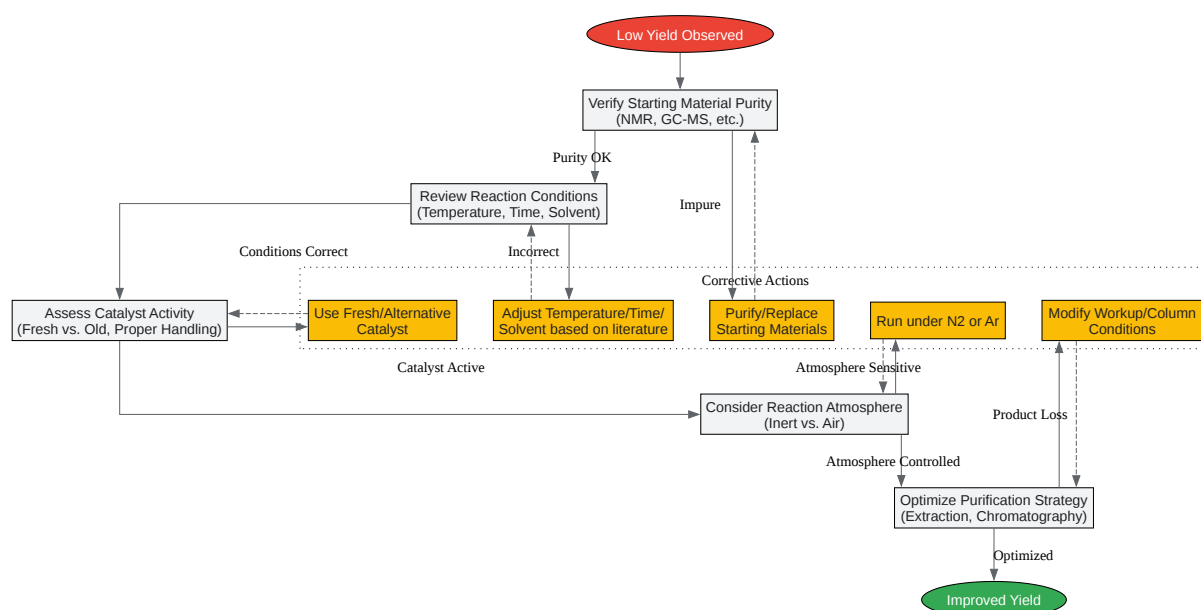 Low Yield Observed
Verify Starting Material Purity
(NMR, GC-MS, etc.)
Purity OK
Review Reaction Conditions
(Temperature, Time, Solvent)
Impure
Conditions Correct
Incorrect
Corrective Actions
Assess Catalyst Activity
(Fresh vs. Old, Proper Handling)
Use Fresh/Alternative
Catalyst
Adjust Temperature/Time/
Solvent based on literature
Purify/Replace
Starting Materials
Run under N2 or Ar
Modify Workup/Column
Conditions
Catalyst Active
Atmosphere Sensitive
Consider Reaction Atmosphere
(Inert vs. Air)
Product Loss
Atmosphere Controlled
Optimize Purification Strategy
(Extraction, Chromatography)
Optimized
Improved Yield